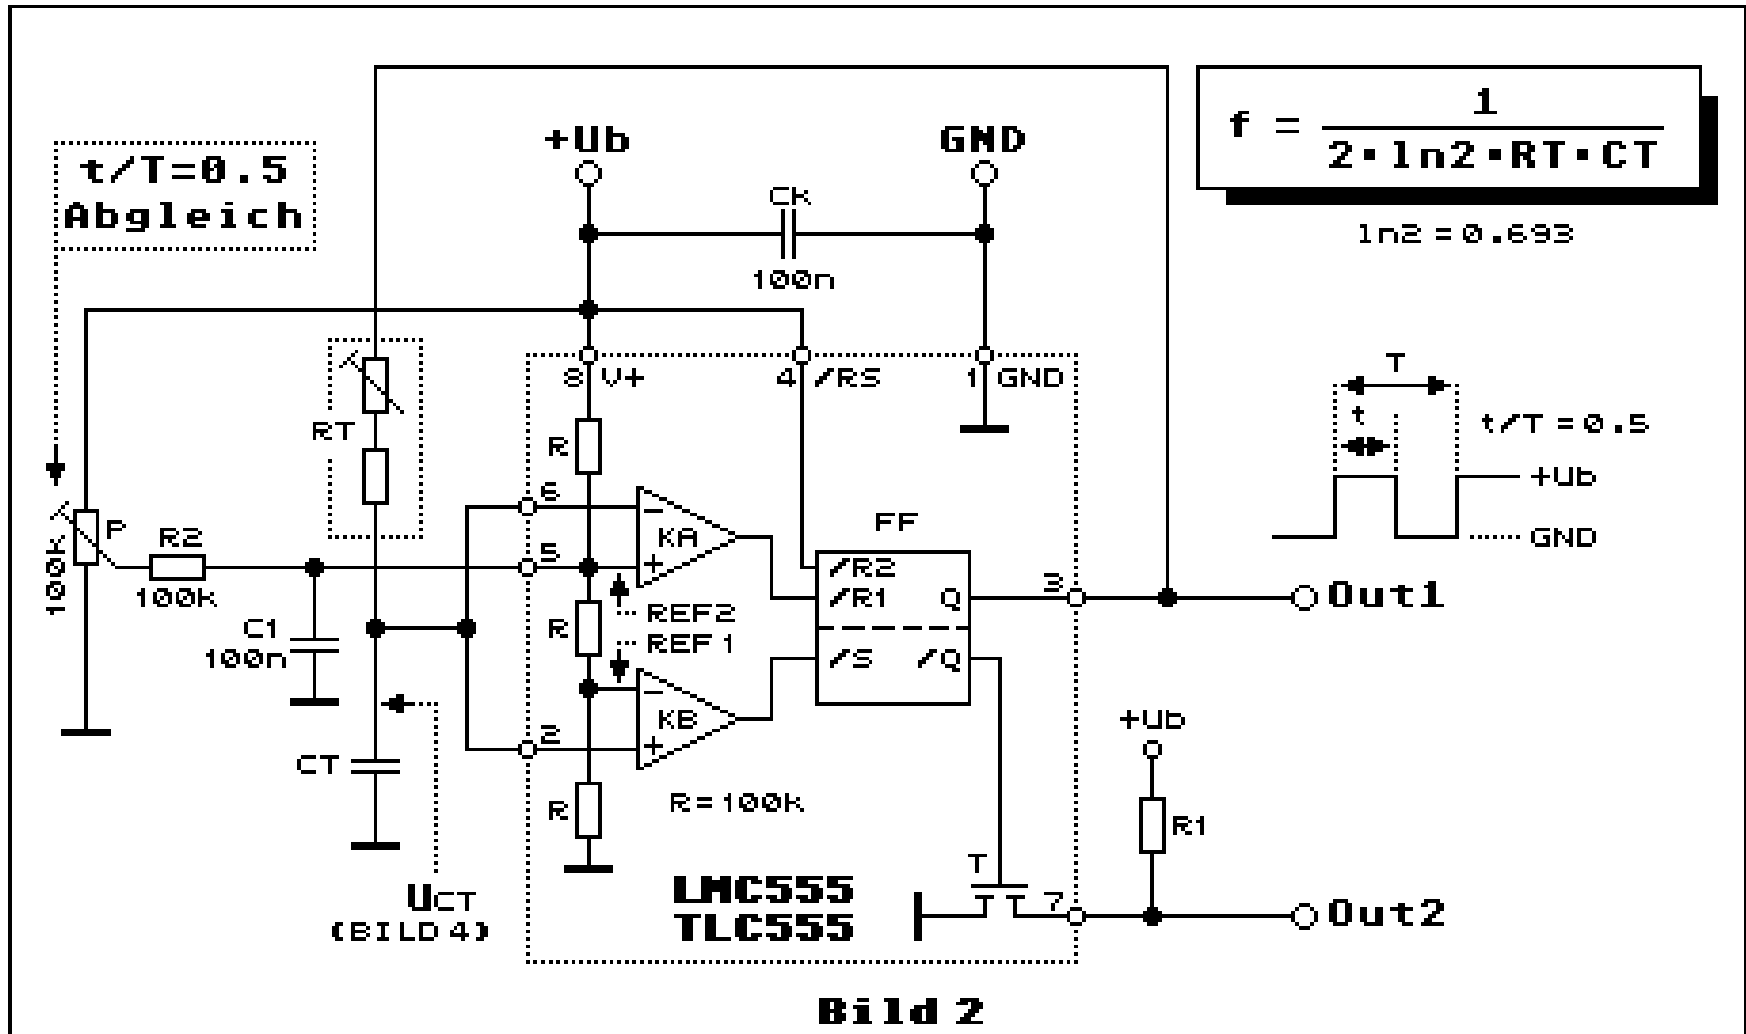 t/T=0.5
Abgleich
+Ub
GND
CK
100n
f = 1
2·ln2·RT·CT
ln2 = 0.693
8 V+
4 /RS
1 GND
RT
R
6
5
KA
-
+
P
100k
R2
100k
C1
100n
R
REF2
REF1
FF
/R2
/R1 Q
/S /Q
3
Out1
T
t
t/T = 0.5
+Ub
GND
-
KB
+
2
CT
R
R=100k
UCT
(BILD 4)
LMC555
TLC555
T
7
+Ub
R1
Out2
Bild 2